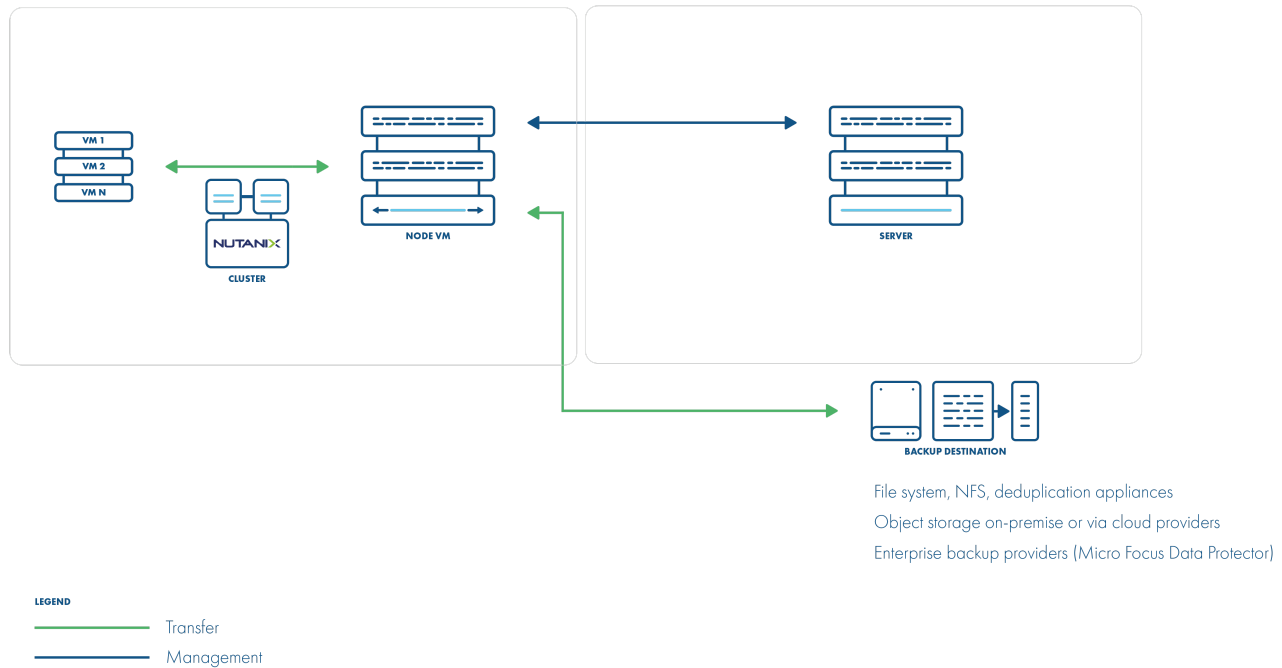 VM 1
VM 2
VM N
NUTANIX
CLUSTER
NODE VM
SERVER
BACKUP DESTINATION
File system, NFS, deduplication appliances
Object storage on-premise or via cloud providers
Enterprise backup providers (Micro Focus Data Protector)
LEGEND
Transfer
Management